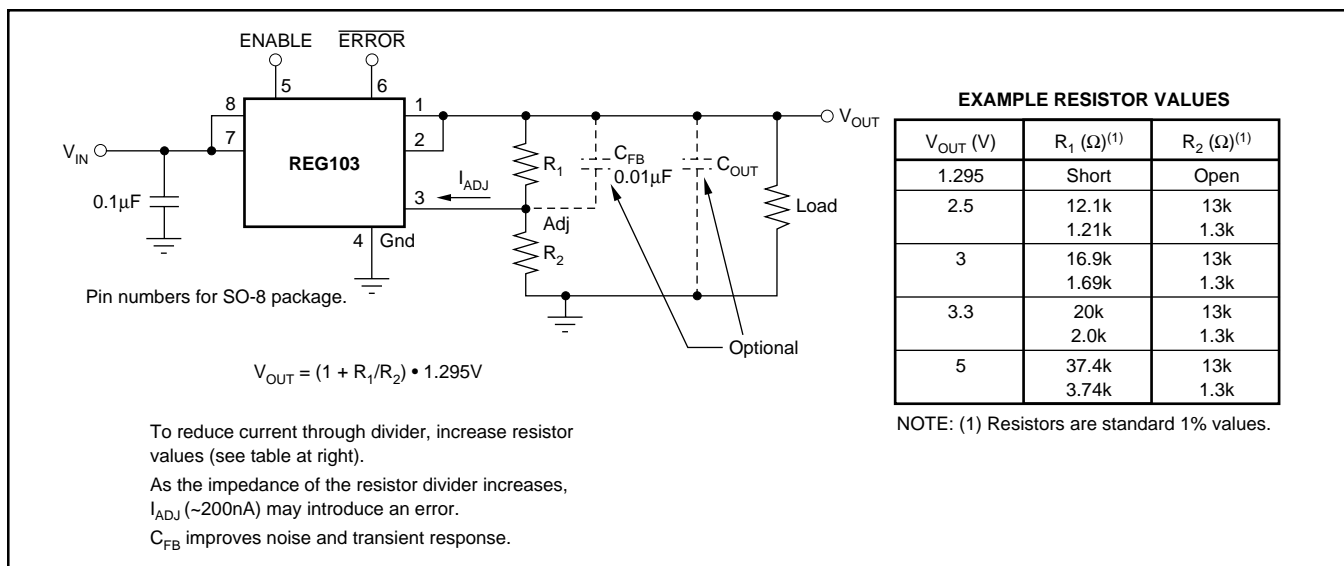 ENABLE
ERROR
5
6
8
7
1
2
3
4
V_IN
REG103
V_OUT
0.1µF
I_ADJ
R_1
C_FB
0.01µF
C_OUT
Load
Adj
Gnd
R_2
Pin numbers for SO-8 package.
Optional
V_OUT = (1 + R_1/R_2) • 1.295V
To reduce current through divider, increase resistor
values (see table at right).
As the impedance of the resistor divider increases,
I_ADJ (~200nA) may introduce an error.
C_FB improves noise and transient response.
EXAMPLE RESISTOR VALUES
V_OUT (V) R_1 (Ω)(1) R_2 (Ω)(1)
1.295 Short Open
2.5 12.1k 13k
1.21k 1.3k
3 16.9k 13k
1.69k 1.3k
3.3 20k 13k
2.0k 1.3k
5 37.4k 13k
3.74k 1.3k
NOTE: (1) Resistors are standard 1% values.